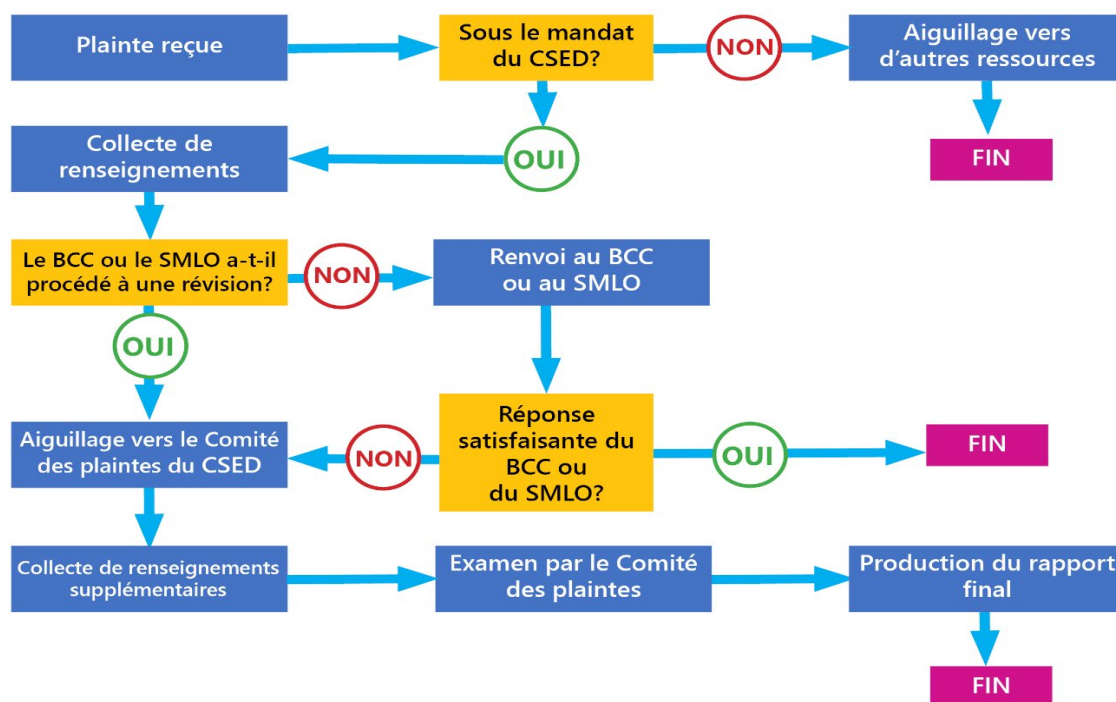 Plainte reçue
Sous le mandat
du CSED?
NON
Aiguillage vers
d'autres ressources
OUI
FIN
Collecte de
renseignements
Le BCC ou le SMLO a-t-il
procédé à une révision?
NON
Renvoi au BCC
ou au SMLO
OUI
Aiguillage vers le Comité
des plaintes du CSED
NON
Réponse
satisfaisante du
BCC ou
du SMLO?
OUI
FIN
Collecte de renseignements
supplémentaires
Examen par le Comité
des plaintes
Production du rapport
final
FIN